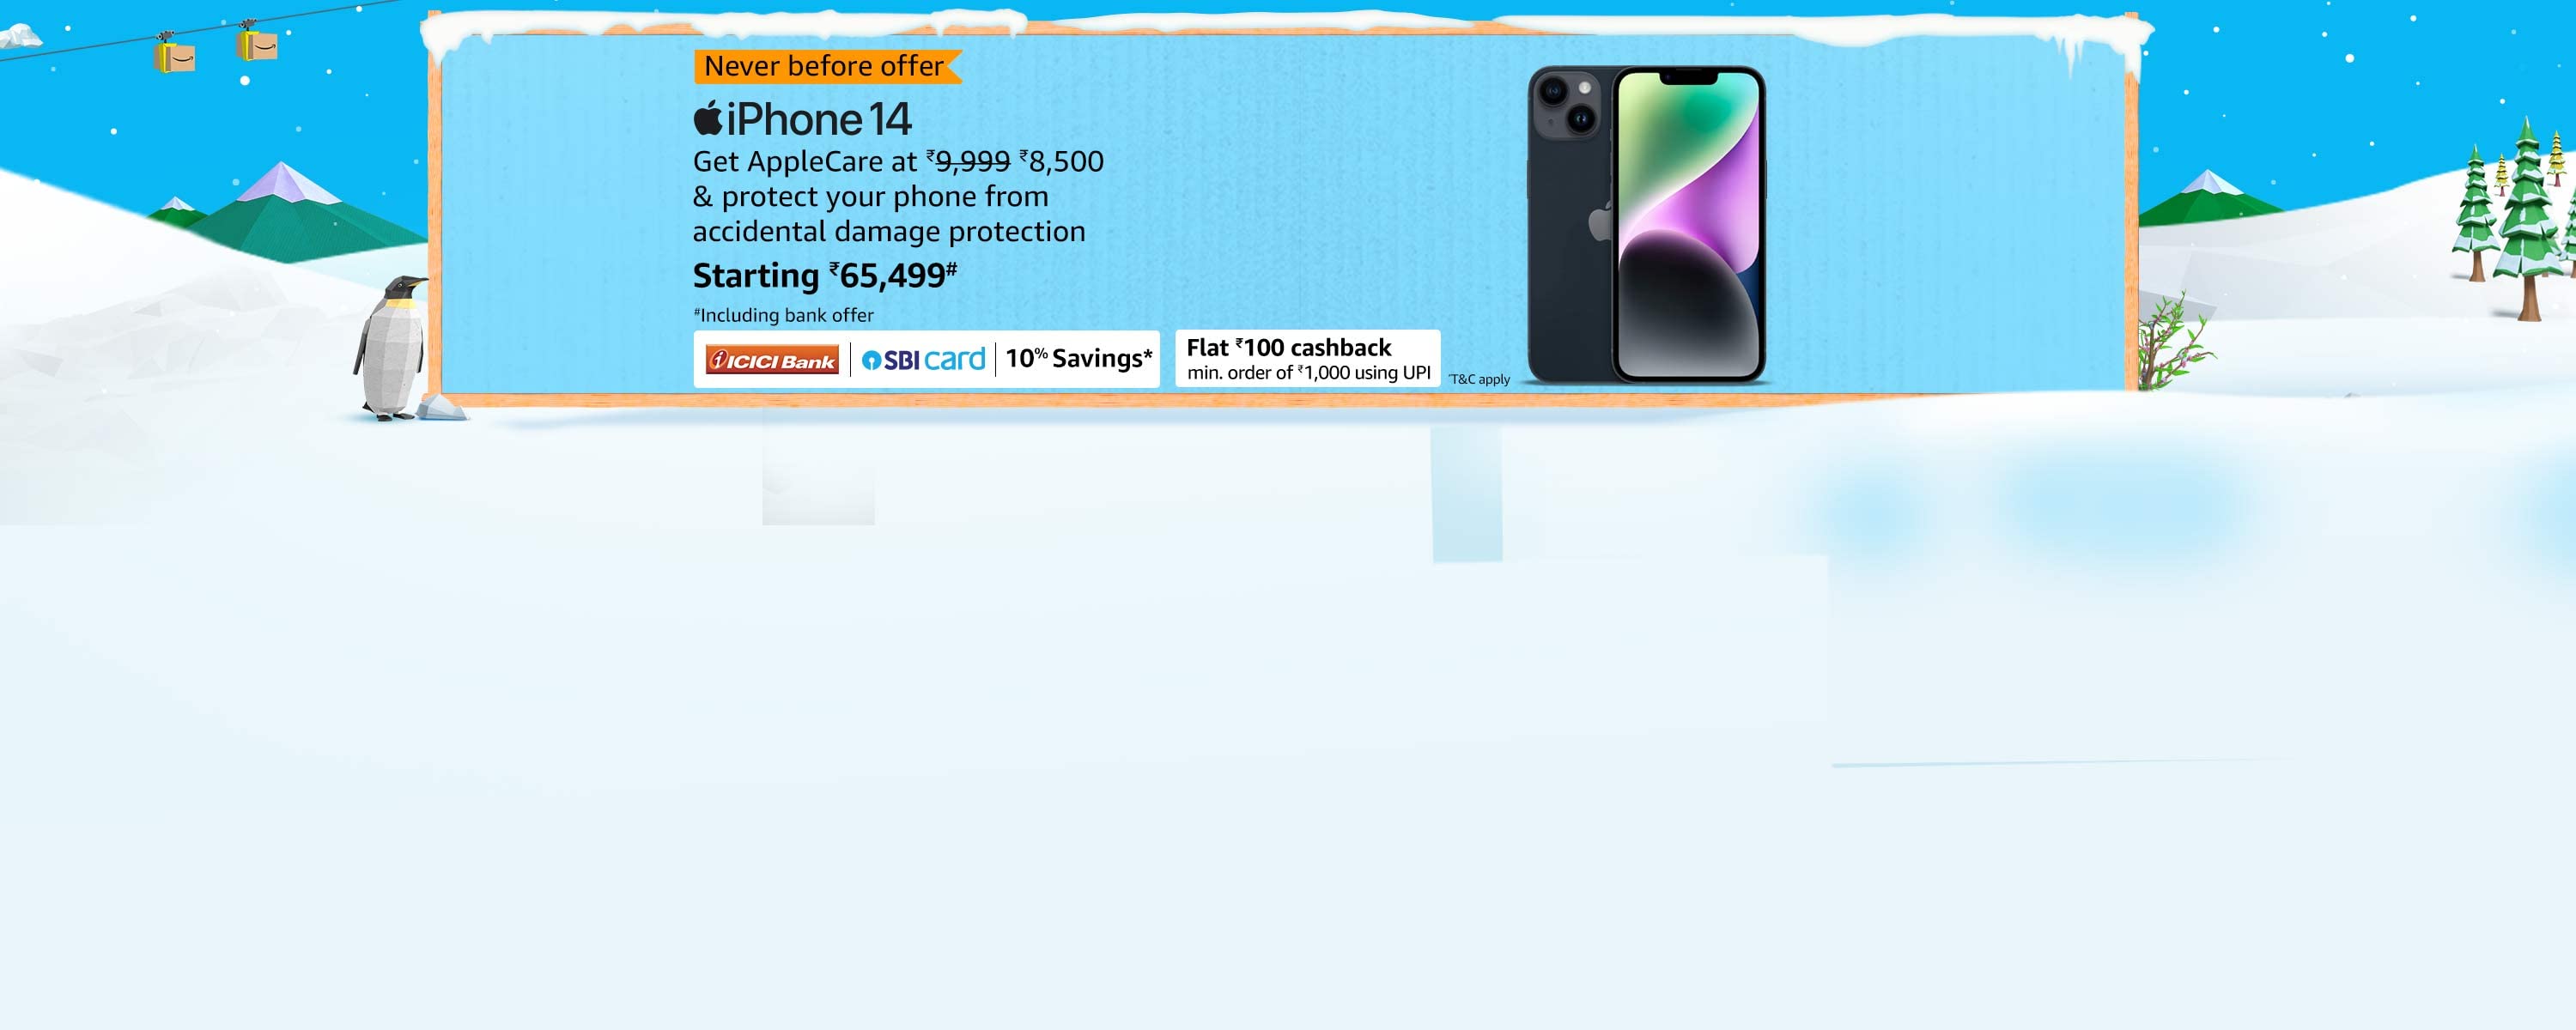 Never before offer
iPhone 14
Get AppleCare at ₹9,999 ₹8,500
& protect your phone from
accidental damage protection
Starting ₹65,499#
#Including bank offer
ICICI Bank SBI card 10% Savings*
Flat ₹100 cashback
min. order of ₹1,000 using UPI
*T&C apply